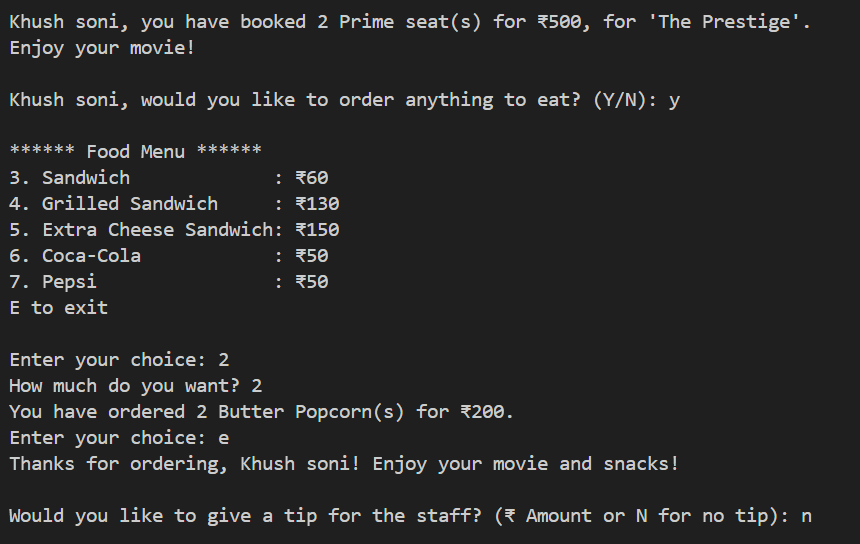 Khush soni, you have booked 2 Prime seat(s) for ₹500, for 'The Prestige'.
Enjoy your movie!
Khush soni, would you like to order anything to eat? (Y/N): y
****** Food Menu ******
3. Sandwich             : ₹60
4. Grilled Sandwich     : ₹130
5. Extra Cheese Sandwich: ₹150
6. Coca-Cola            : ₹50
7. Pepsi                : ₹50
E to exit
Enter your choice: 2
How much do you want? 2
You have ordered 2 Butter Popcorn(s) for ₹200.
Enter your choice: e
Thanks for ordering, Khush soni! Enjoy your movie and snacks!
Would you like to give a tip for the staff? (₹ Amount or N for no tip): n